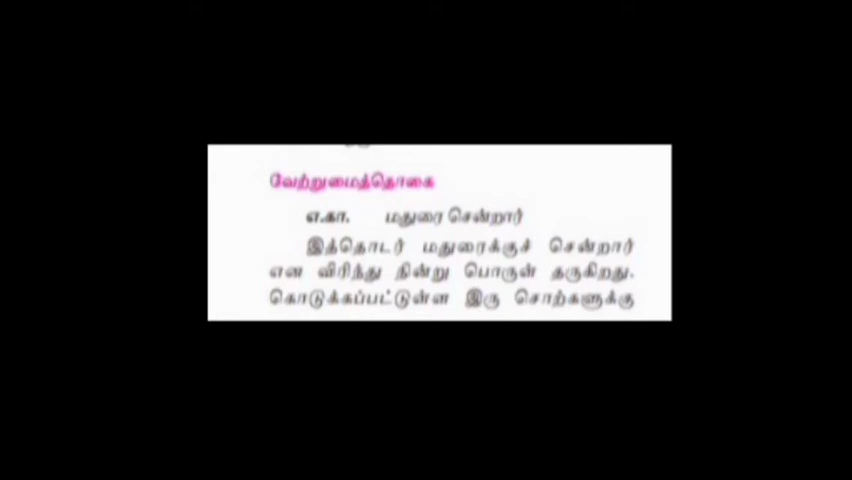 வேற்றுமைத்தொகை
எ.கா. மதுரை சென்றார்
இத்தொடர் மதுரைக்குச் சென்றார்
என விரிந்து நின்று பொருள் தருகிறது.
கொடுக்கப்பட்டுள்ள இரு சொற்களுக்கு